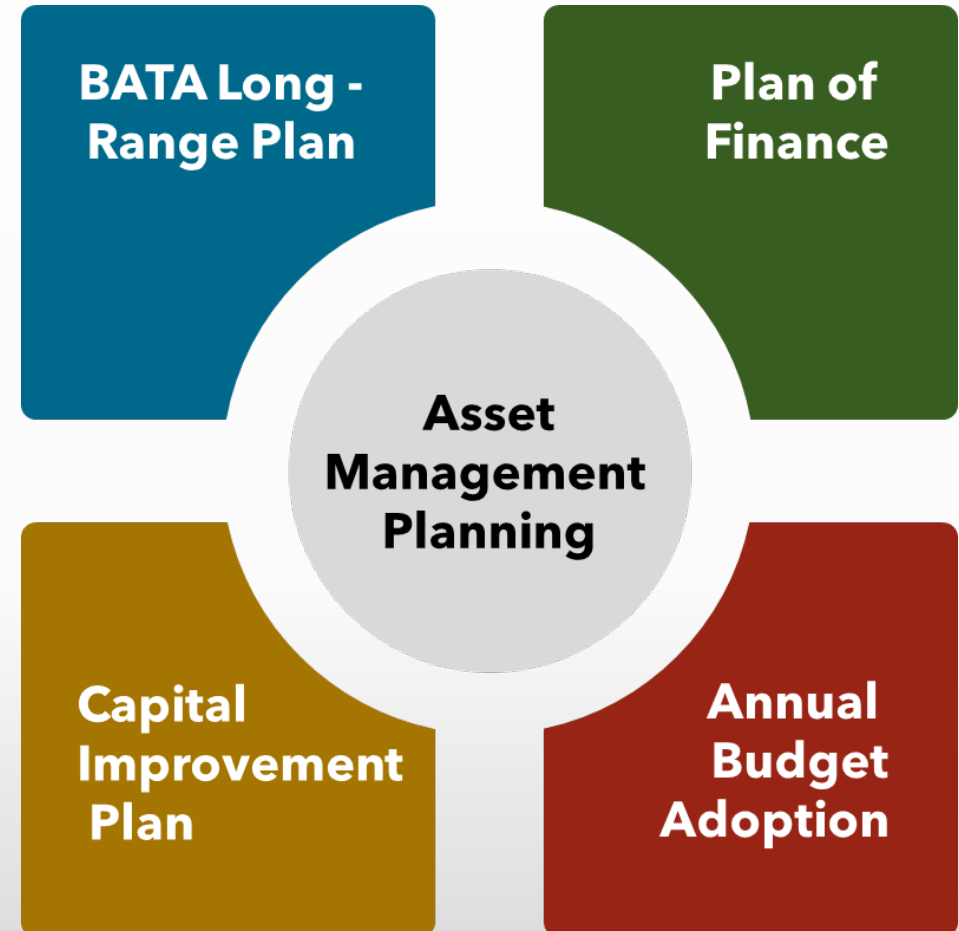 BATA Long -
Range Plan
Plan of
Finance
Asset
Management
Planning
Capital
Improvement
Plan
Annual
Budget
Adoption